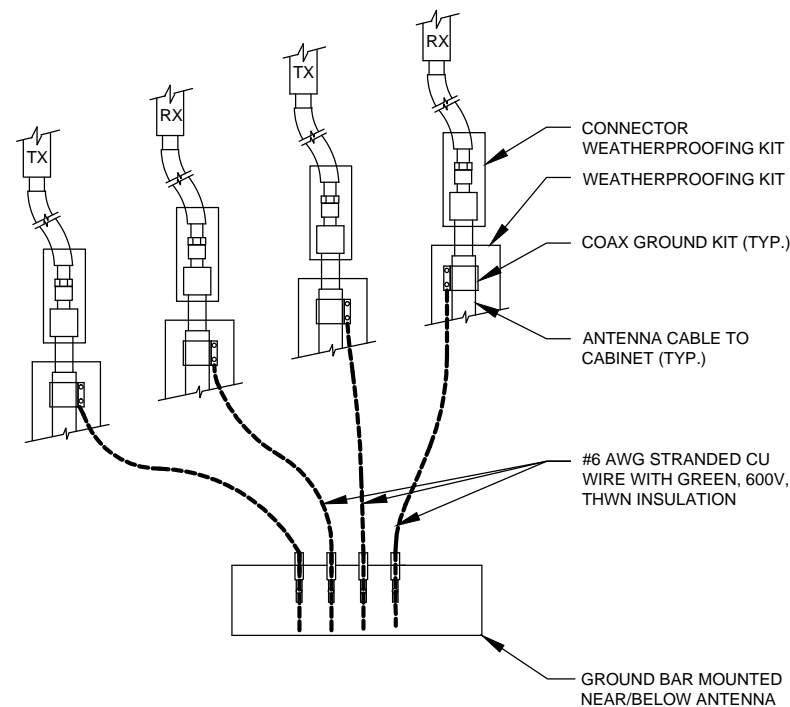 TX
RX
TX
RX
CONNECTOR
WEATHERPROOFING KIT
WEATHERPROOFING KIT
COAX GROUND KIT (TYP.)
ANTENNA CABLE TO
CABINET (TYP.)
#6 AWG STRANDED CU
WIRE WITH GREEN, 600V,
THWN INSULATION
GROUND BAR MOUNTED
NEAR/BELOW ANTENNA